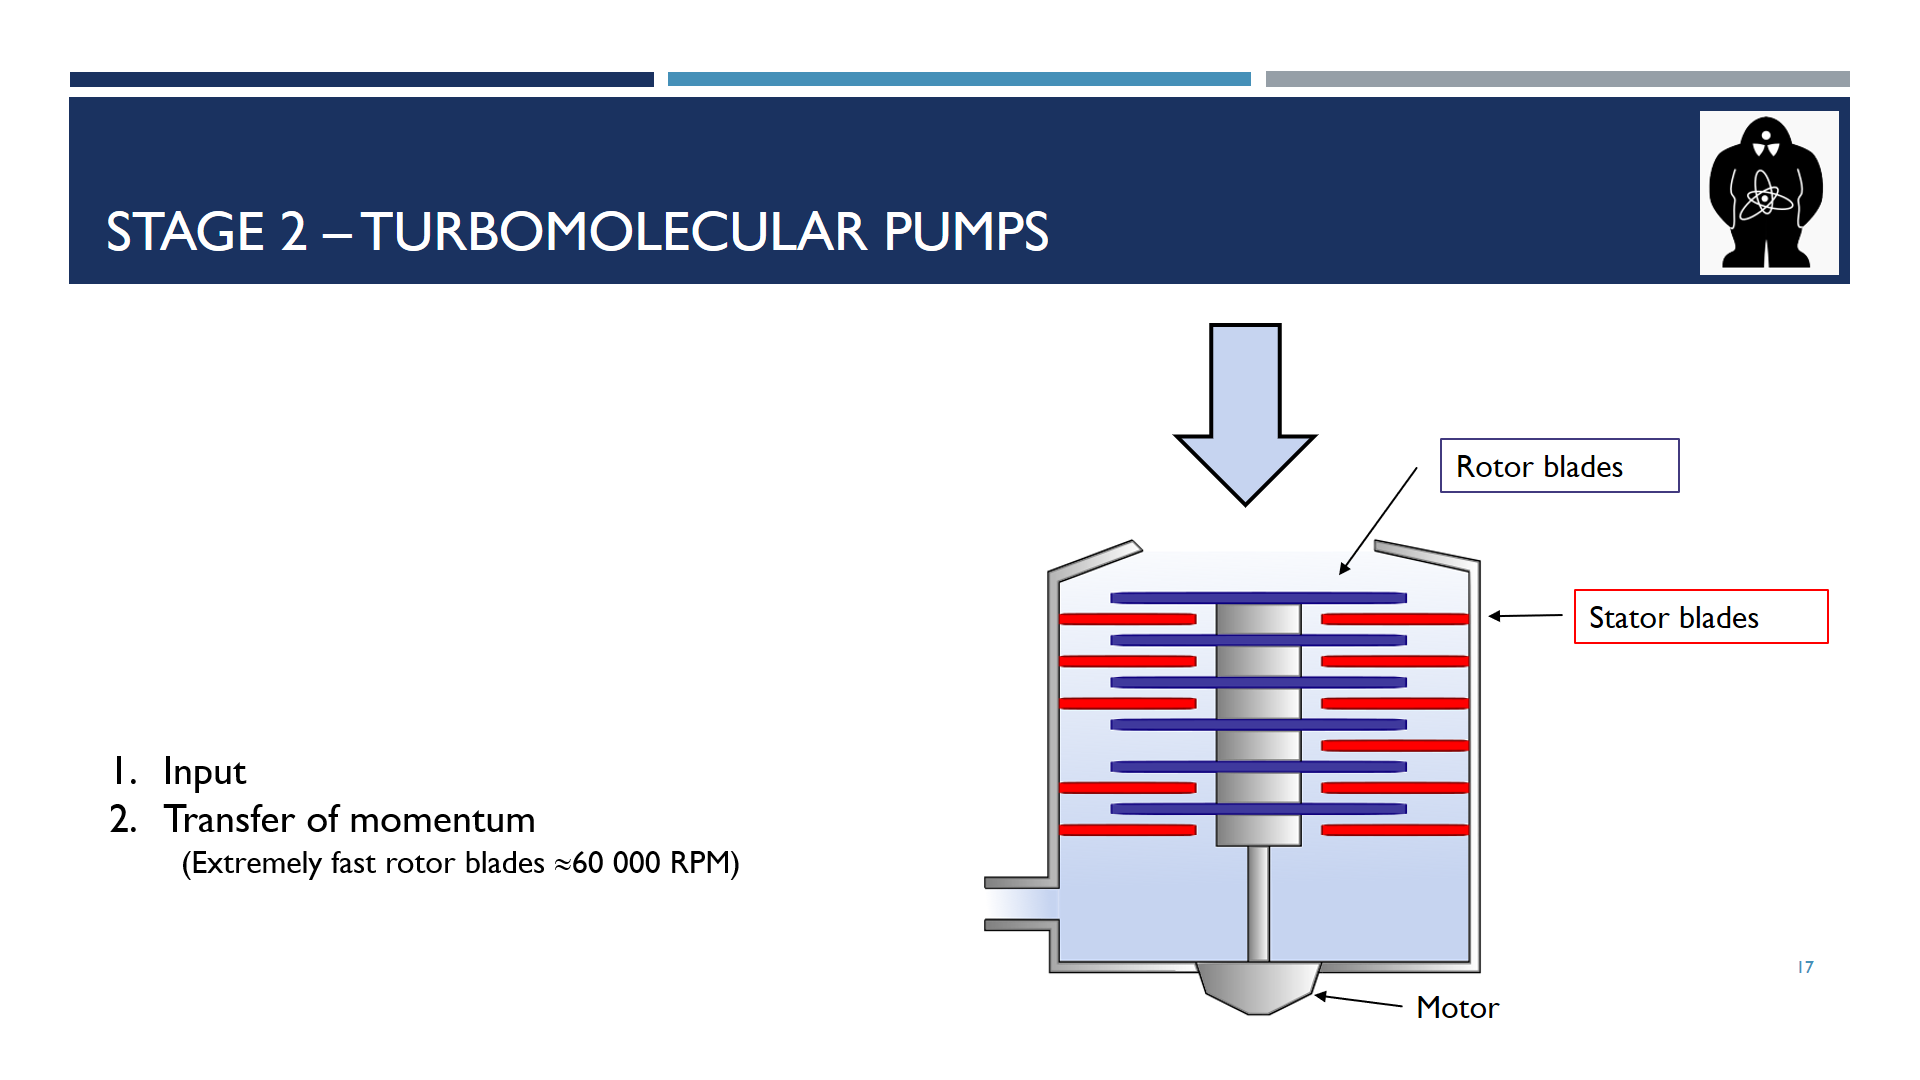 STAGE 2 – TURBOMOLECULAR PUMPS
Rotor blades
Stator blades
1. Input
2. Transfer of momentum
(Extremely fast rotor blades ≈60 000 RPM)
17
Motor